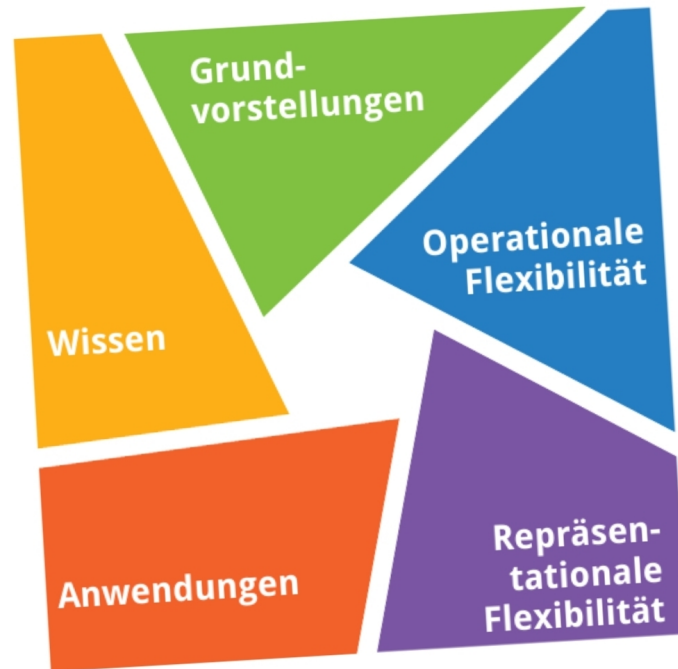 Grund-
vorstellungen
Operationale
Flexibilität
Wissen
Repräsen-
tationale
Flexibilität
Anwendungen